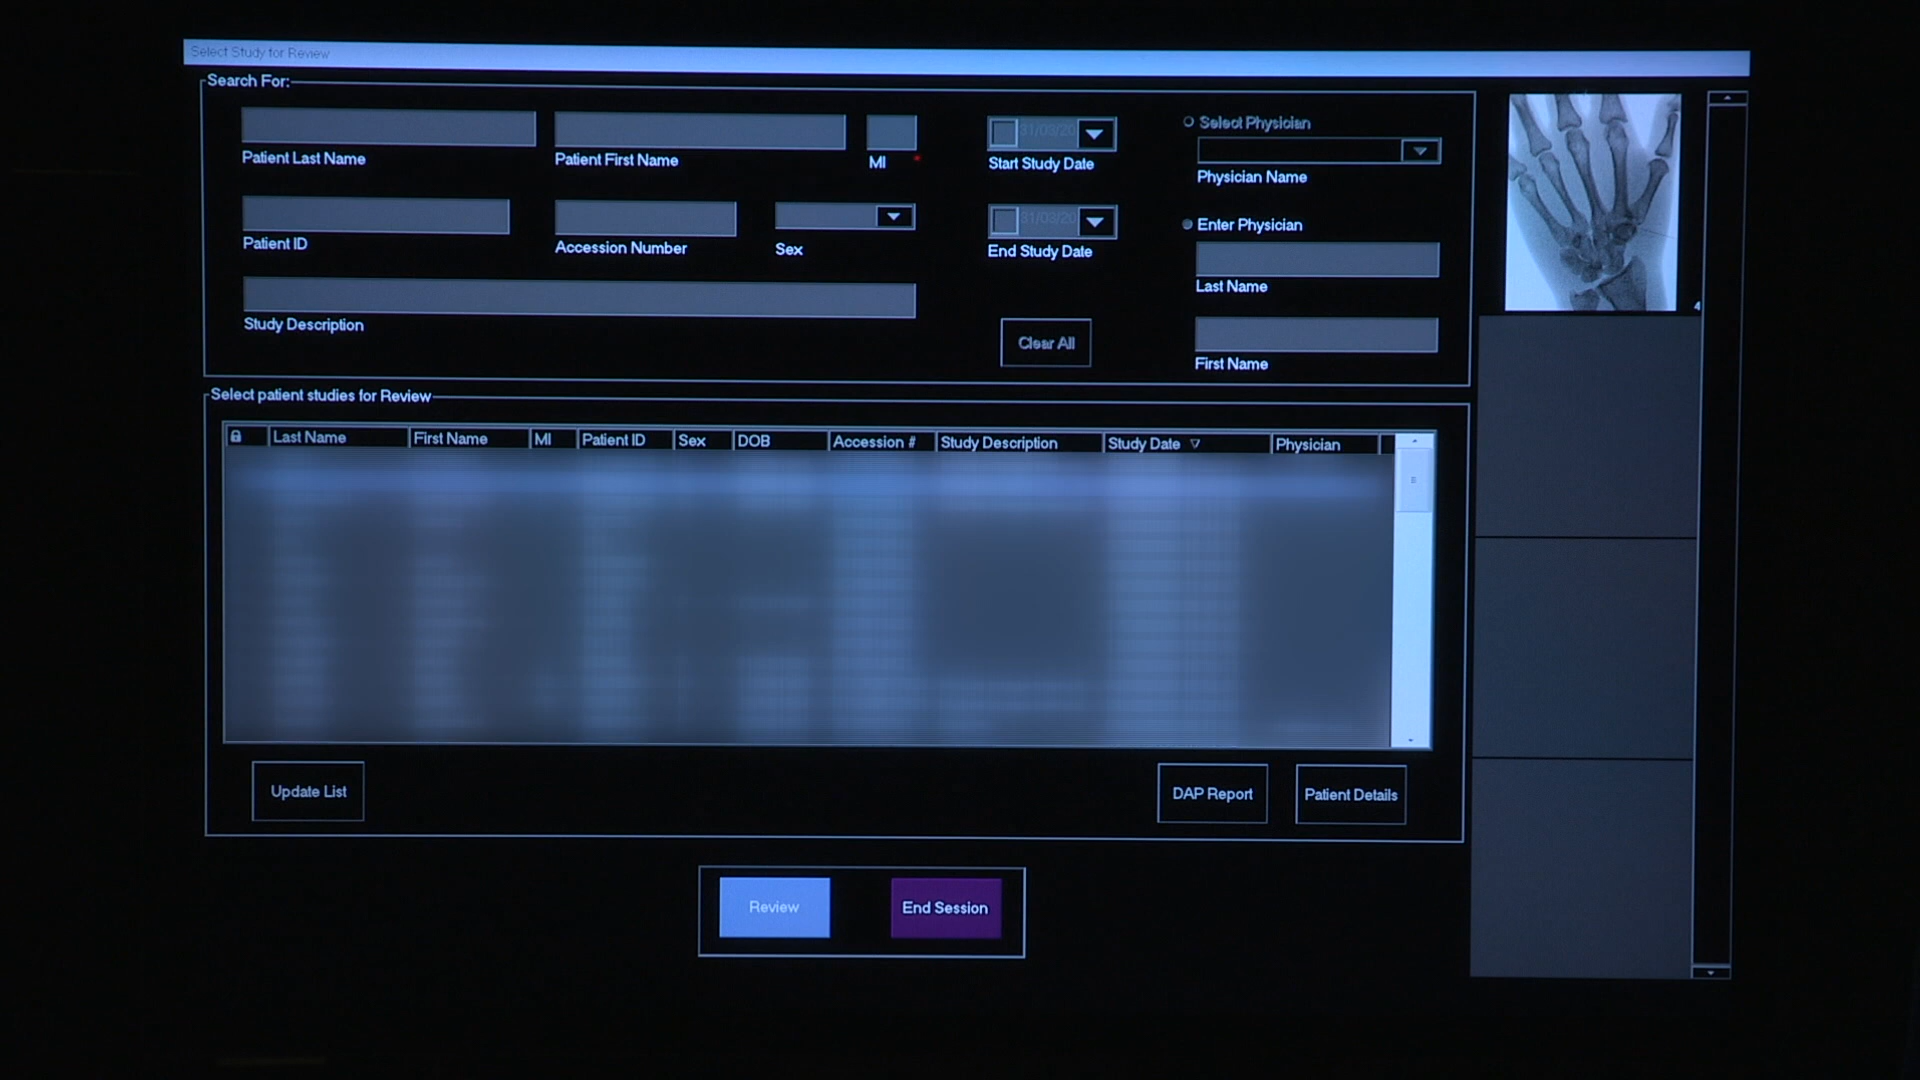 Select Study for Review
Search For:
Patient Last Name
Patient First Name
MI
Start Study Date
Select Physician
Physician Name
Patient ID
Accession Number
Sex
End Study Date
Enter Physician
Last Name
Study Description
Clear All
First Name
4
Select patient studies for Review
Last Name First Name MI Patient ID Sex DOB Accession # Study Description Study Date Physician
Update List
DAP Report
Patient Details
Review
End Session